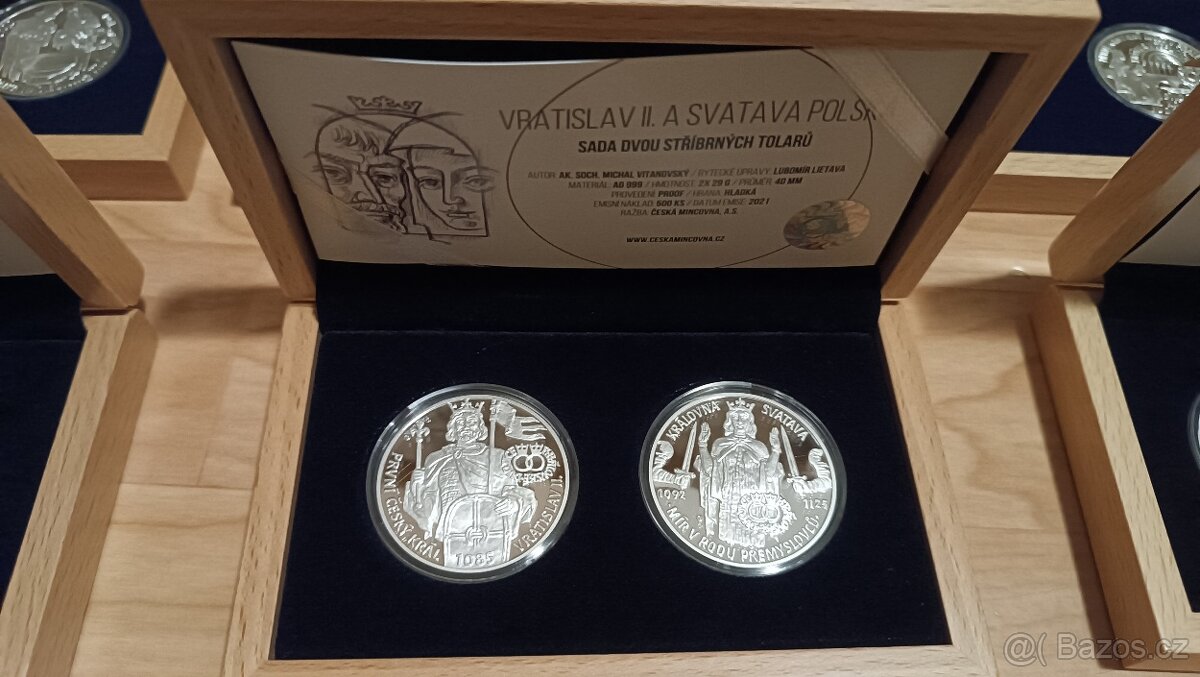 VRATISLAV II. A SVATAVA POLSK
SADA DVOU STŘÍBRNÝCH TOLARŮ
AUTOR: AK. SOCH. MICHAL VITANOVSKÝ / RYTECKÉ ÚPRAVY: LUBOMÍR LIETAVA
MATERIÁL: AG 999 / HMOTNOST: 2X 29 G / PRŮMĚR: 40 MM
PROVEDENÍ: PROOF / HRANA: HLADKÁ
EMISNÍ NÁKLAD: 500 KS / DATUM EMISE: 2021
RAŽBA: ČESKÁ MINCOVNA, A.S.
WWW.CESKAMINCOVNA.CZ
PRVNÍ ČESKÝ KRÁL
1085
VRATISLAV II.
KRÁLOVNA SVATAVA
1092
1125
MÍR V RODU PŘEMYSLOVCŮ
@( Bazos.cz